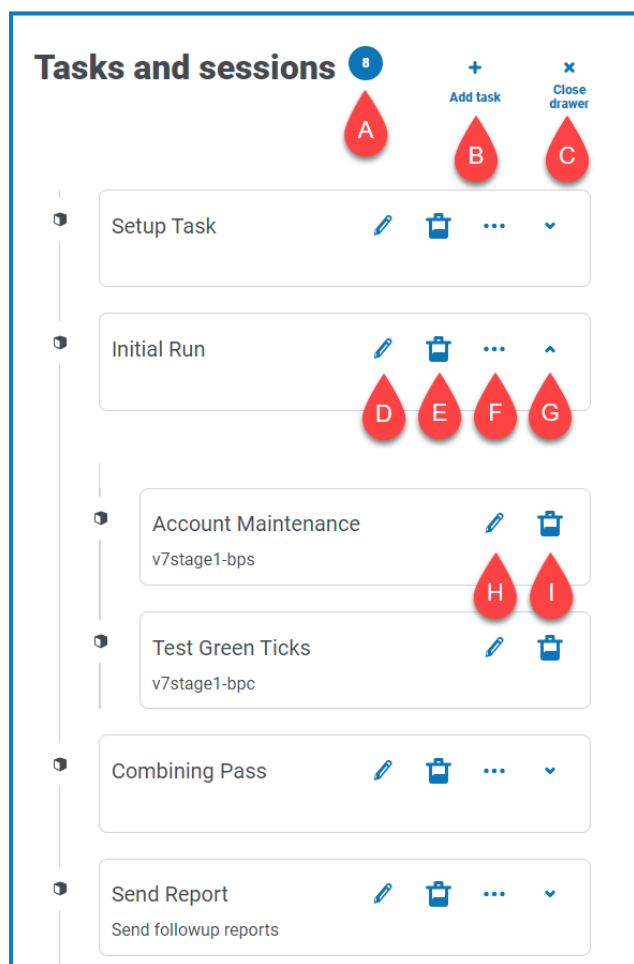 Tasks and sessions 8
Add task
Close
drawer
A
B
C
Setup Task
Initial Run
D
E
F
G
Account Maintenance
v7stage1-bps
H
I
Test Green Ticks
v7stage1-bpc
Combining Pass
Send Report
Send followup reports